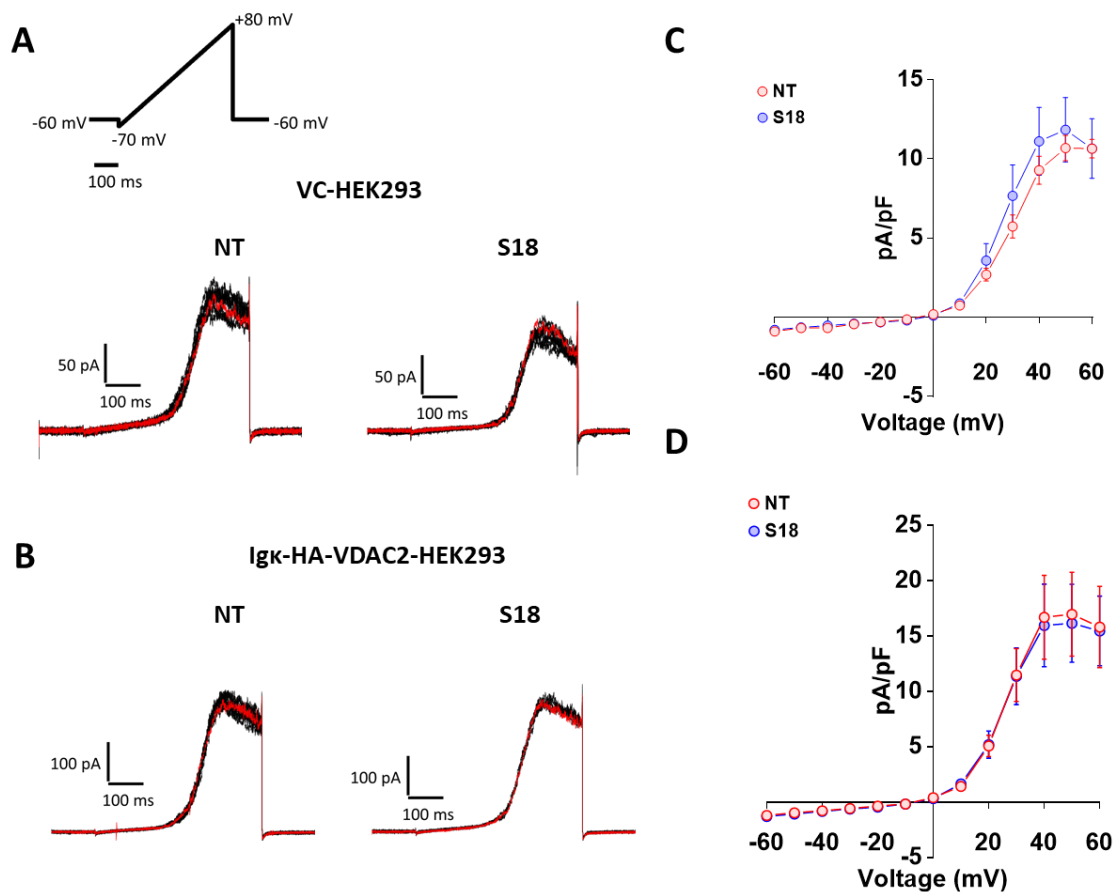 A
+80 mV
-60 mV
-70 mV
-60 mV
100 ms
VC-HEK293
NT
S18
50 pA
100 ms
50 pA
100 ms
B
Igκ-HA-VDAC2-HEK293
NT
S18
100 pA
100 ms
100 pA
100 ms
C
NT
S18
15
10
5
-5
pA/pF
-60 -40 -20 20 40 60
Voltage (mV)
D
NT
S18
25
20
15
10
5
-5
pA/pF
-60 -40 -20 20 40 60
Voltage (mV)